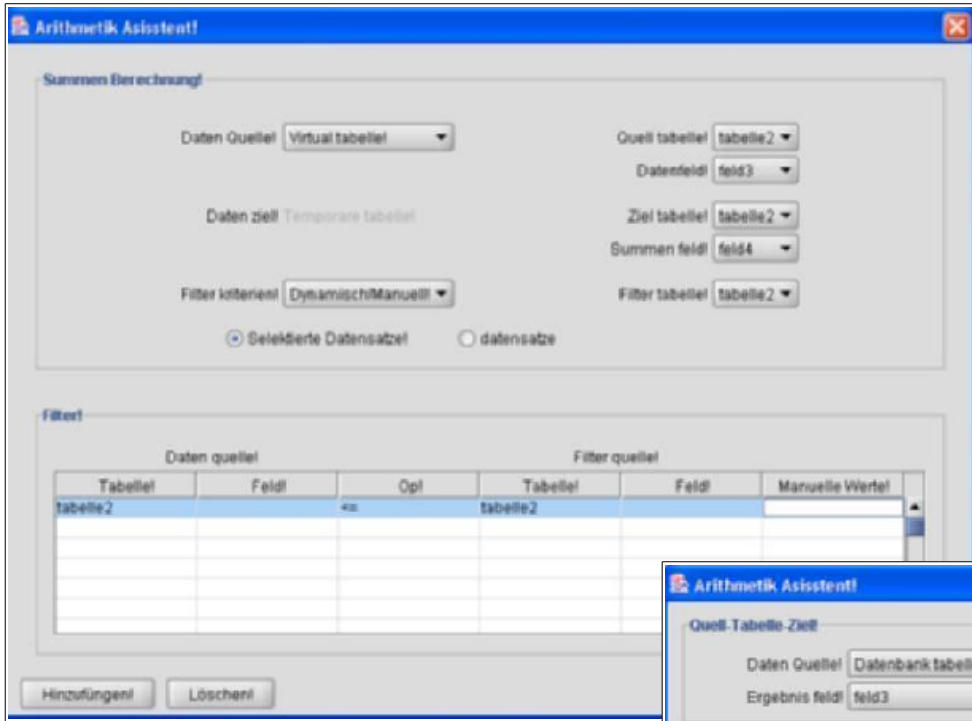 Arithmetik Asisstent!
Summen Berechnung!
Daten Quelle! Virtual tabelle! Quell tabelle! tabelle2
Datenfeld! feld3
Daten ziel! Temporare tabelle! Ziel tabelle! tabelle2
Summen feld! feld4
Filter kriterien! Dynamisch/Manuell! Filter tabelle! tabelle2
Selektierte Datensatze! datensatze
Filter!
Daten quelle! Filter quelle!
Tabelle! Feld! Op! Tabelle! Feld! Manuelle Werte!
tabelle2 <= tabelle2
Hinzufüngen! Löschen!
Arithmetik Asisstent!
Quell-Tabelle-Ziel!
Daten Quelle! Datenbank tabelle
Ergebnis feld! feld3